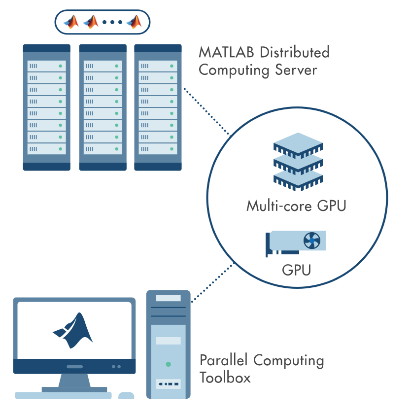 MATLAB Distributed
Computing Server
Multi-core GPU
GPU
Parallel Computing
Toolbox